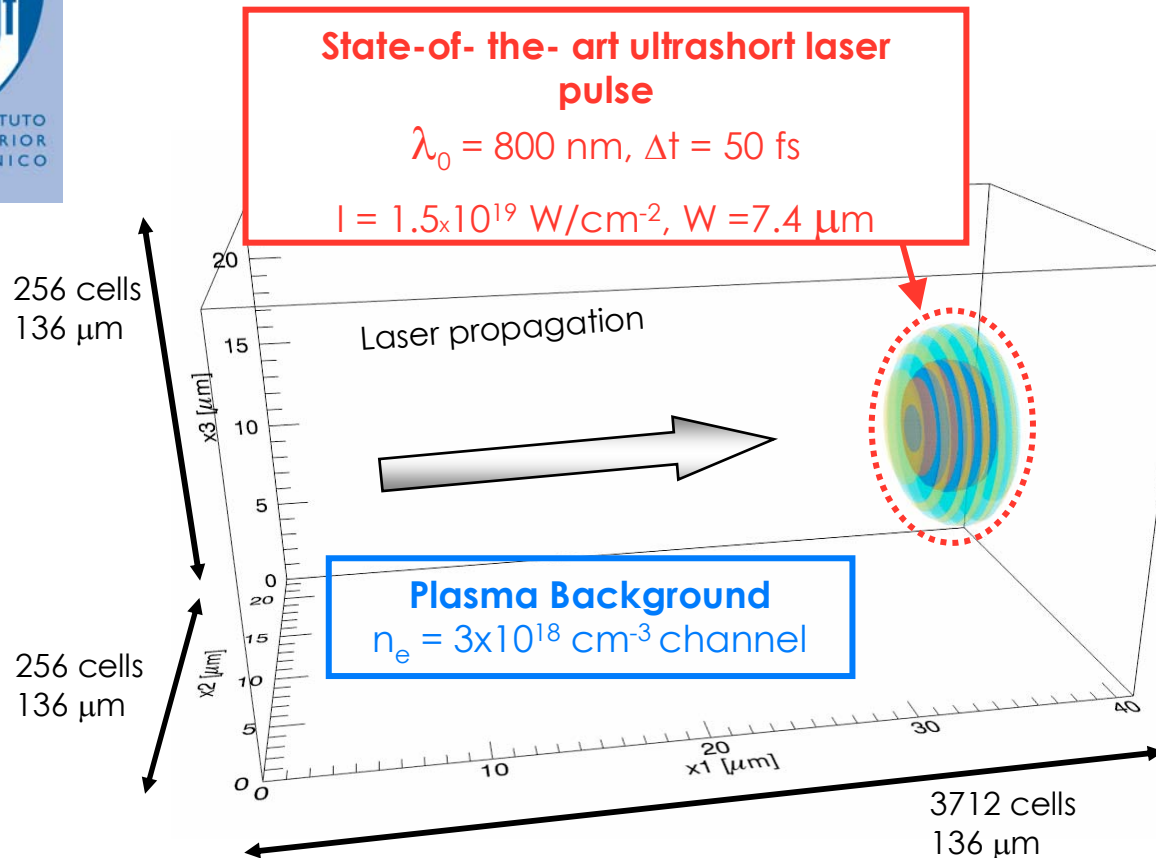 State-of- the- art ultrashort laser
pulse
λ₀ = 800 nm, Δt = 50 fs
I = 1.5x10¹⁹ W/cm⁻², W =7.4 μm
256 cells
136 μm
Laser propagation
20
15
10
5
0
x3 [μm]
Plasma Background
nₑ = 3x10¹⁸ cm⁻³ channel
256 cells
136 μm
20
15
10
5
0
x2 [μm]
0
10
20
30
40
x1 [μm]
3712 cells
136 μm